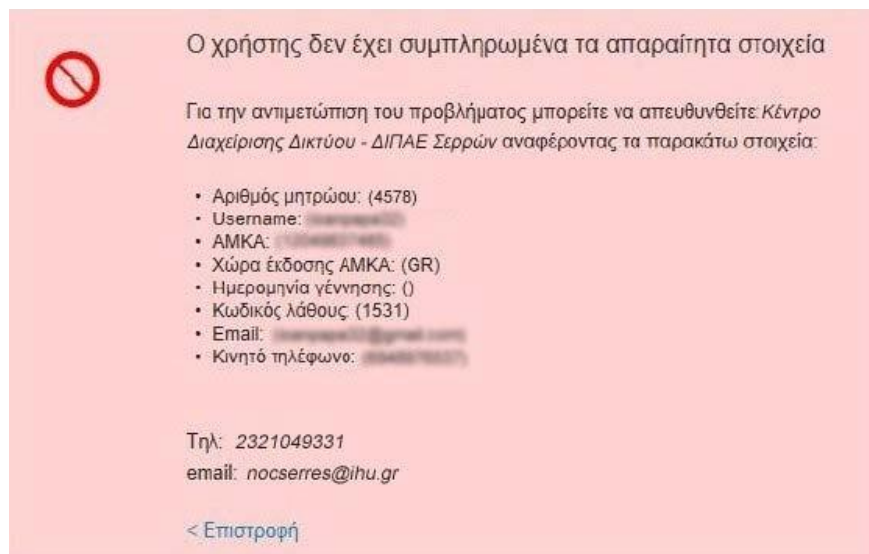 Ο χρήστης δεν έχει συμπληρωμένα τα απαραίτητα στοιχεία
Για την αντιμετώπιση του προβλήματος μπορείτε να απευθυνθείτε: Κέντρο
Διαχείρισης Δικτύου - ΔΙΠΑΕ Σερρών αναφέροντας τα παρακάτω στοιχεία:
• Αριθμός μητρώου: (4578)
• Username:
• ΑΜΚΑ:
• Χώρα έκδοσης ΑΜΚΑ: (GR)
• Ημερομηνία γέννησης: ()
• Κωδικός λάθους: (1531)
• Email:
• Κινητό τηλέφωνο:
Τηλ: 2321049331
email: nocserres@ihu.gr
< Επιστροφή